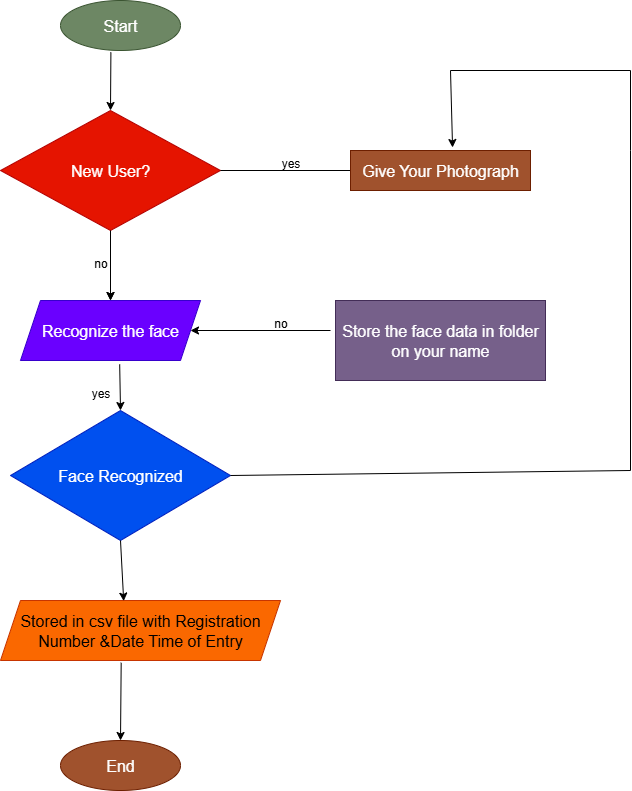 Start
New User?
yes
Give Your Photograph
no
Recognize the face
no
Store the face data in folder
on your name
yes
Face Recognized
Stored in csv file with Registration
Number &Date Time of Entry
End